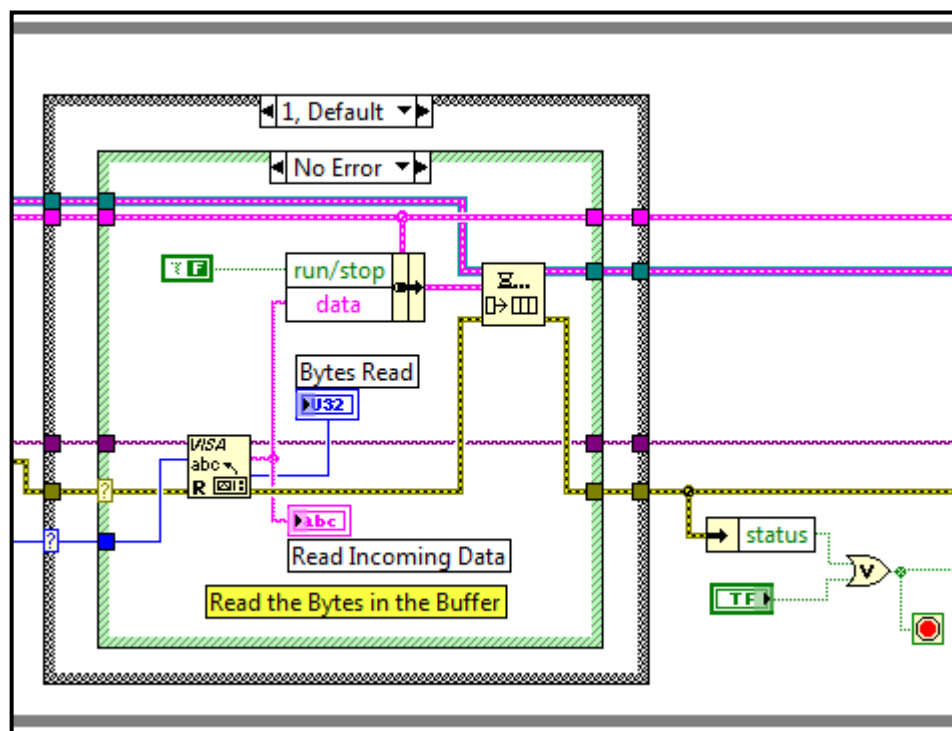 1, Default
No Error
F
run/stop
data
Bytes Read
U32
VISA
abc
R
abc
Read Incoming Data
Read the Bytes in the Buffer
status
V
TF